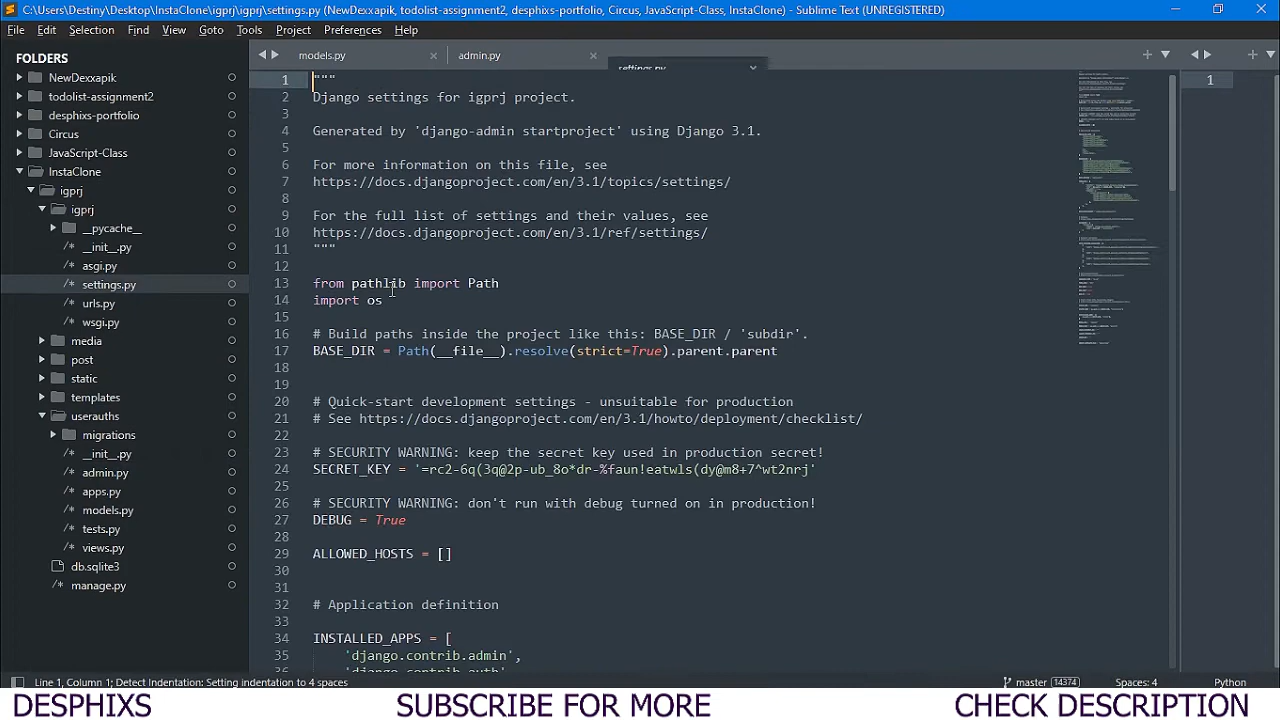 C:\Users\Destiny\Desktop\InstaClone\igprj\igprj\settings.py (NewDexxapik, todolist-assignment2, desphixs-portfolio, Circus, JavaScript-Class, InstaClone) - Sublime Text (UNREGISTERED)
File Edit Selection Find View Goto Tools Project Preferences Help
FOLDERS
NewDexxapik
todolist-assignment2
desphixs-portfolio
Circus
JavaScript-Class
InstaClone
igprj
igprj
__pycache__
__init__.py
/* asgi.py
/* settings.py
/* urls.py
/* wsgi.py
media
post
static
templates
userauths
migrations
/* __init__.py
/* admin.py
/* apps.py
/* models.py
/* tests.py
/* views.py
db.sqlite3
/* manage.py
models.py
admin.py
settings.py
1 """
2 Django settings for igprj project.
3
4 Generated by 'django-admin startproject' using Django 3.1.
5
6 For more information on this file, see
7 https://docs.djangoproject.com/en/3.1/topics/settings/
8
9 For the full list of settings and their values, see
10 https://docs.djangoproject.com/en/3.1/ref/settings/
11 """
12
13 from pathlib import Path
14 import os
15
16 # Build paths inside the project like this: BASE_DIR / 'subdir'.
17 BASE_DIR = Path(__file__).resolve(strict=True).parent.parent
18
19
20 # Quick-start development settings - unsuitable for production
21 # See https://docs.djangoproject.com/en/3.1/howto/deployment/checklist/
22
23 # SECURITY WARNING: keep the secret key used in production secret!
24 SECRET_KEY = '=rc2-6q(3q@2p-ub_8o*dr-%faun!eatwls(dy@m8+7^wt2nrj'
25
26 # SECURITY WARNING: don't run with debug turned on in production!
27 DEBUG = True
28
29 ALLOWED_HOSTS = []
30
31
32 # Application definition
33
34 INSTALLED_APPS = [
35 'django.contrib.admin',
36 'django.contrib.auth',
1
Line 1, Column 1; Detect Indentation: Setting indentation to 4 spaces
master 14374
Spaces: 4
Python
DESPHIXS
SUBSCRIBE FOR MORE
CHECK DESCRIPTION